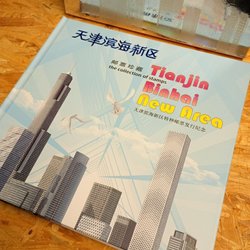 天津滨海新区
邮票珍藏
the collection of stamps
Tianjin
Binhai
New Area
天津滨海新区特种邮票发行纪念